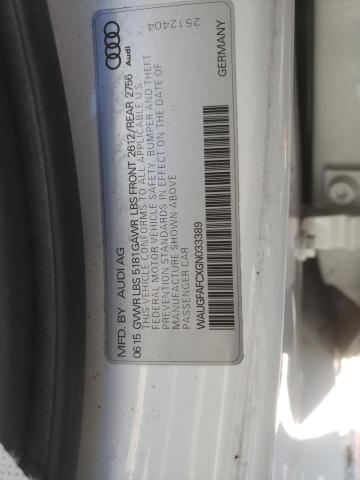 MFD. BY AUDI AG
0615 GVWR LBS 5181 GAWR LBS FRONT 2612/REAR 2756
THIS VEHICLE CONFORMS TO ALL APPLICABLE U.S.
FEDERAL MOTOR VEHICLE SAFETY, BUMPER AND THEFT
PREVENTION STANDARDS IN EFFECT ON THE DATE OF
MANUFACTURE SHOWN ABOVE
PASSENGER CAR
WAUGFAFCXGN033389
GERMANY
Audi
2512404